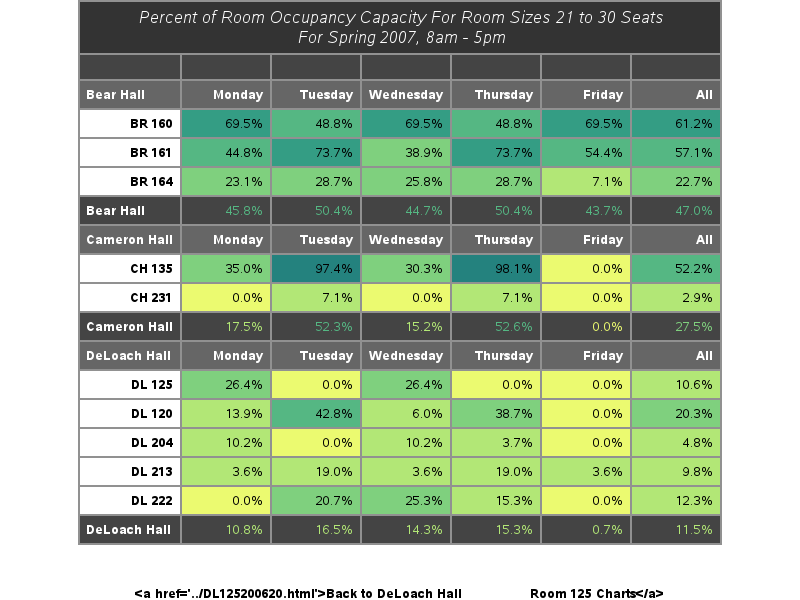 Percent of Room Occupancy Capacity For Room Sizes 21 to 30 Seats
For Spring 2007, 8am - 5pm
Bear Hall Monday Tuesday Wednesday Thursday Friday All
BR 160 69.5% 48.8% 69.5% 48.8% 69.5% 61.2%
BR 161 44.8% 73.7% 38.9% 73.7% 54.4% 57.1%
BR 164 23.1% 28.7% 25.8% 28.7% 7.1% 22.7%
Bear Hall 45.8% 50.4% 44.7% 50.4% 43.7% 47.0%
Cameron Hall Monday Tuesday Wednesday Thursday Friday All
CH 135 35.0% 97.4% 30.3% 98.1% 0.0% 52.2%
CH 231 0.0% 7.1% 0.0% 7.1% 0.0% 2.9%
Cameron Hall 17.5% 52.3% 15.2% 52.6% 0.0% 27.5%
DeLoach Hall Monday Tuesday Wednesday Thursday Friday All
DL 125 26.4% 0.0% 26.4% 0.0% 0.0% 10.6%
DL 120 13.9% 42.8% 6.0% 38.7% 0.0% 20.3%
DL 204 10.2% 0.0% 10.2% 3.7% 0.0% 4.8%
DL 213 3.6% 19.0% 3.6% 19.0% 3.6% 9.8%
DL 222 0.0% 20.7% 25.3% 15.3% 0.0% 12.3%
DeLoach Hall 10.8% 16.5% 14.3% 15.3% 0.7% 11.5%
<a href='../DL125200620.html'>Back to DeLoach Hall Room 125 Charts</a>